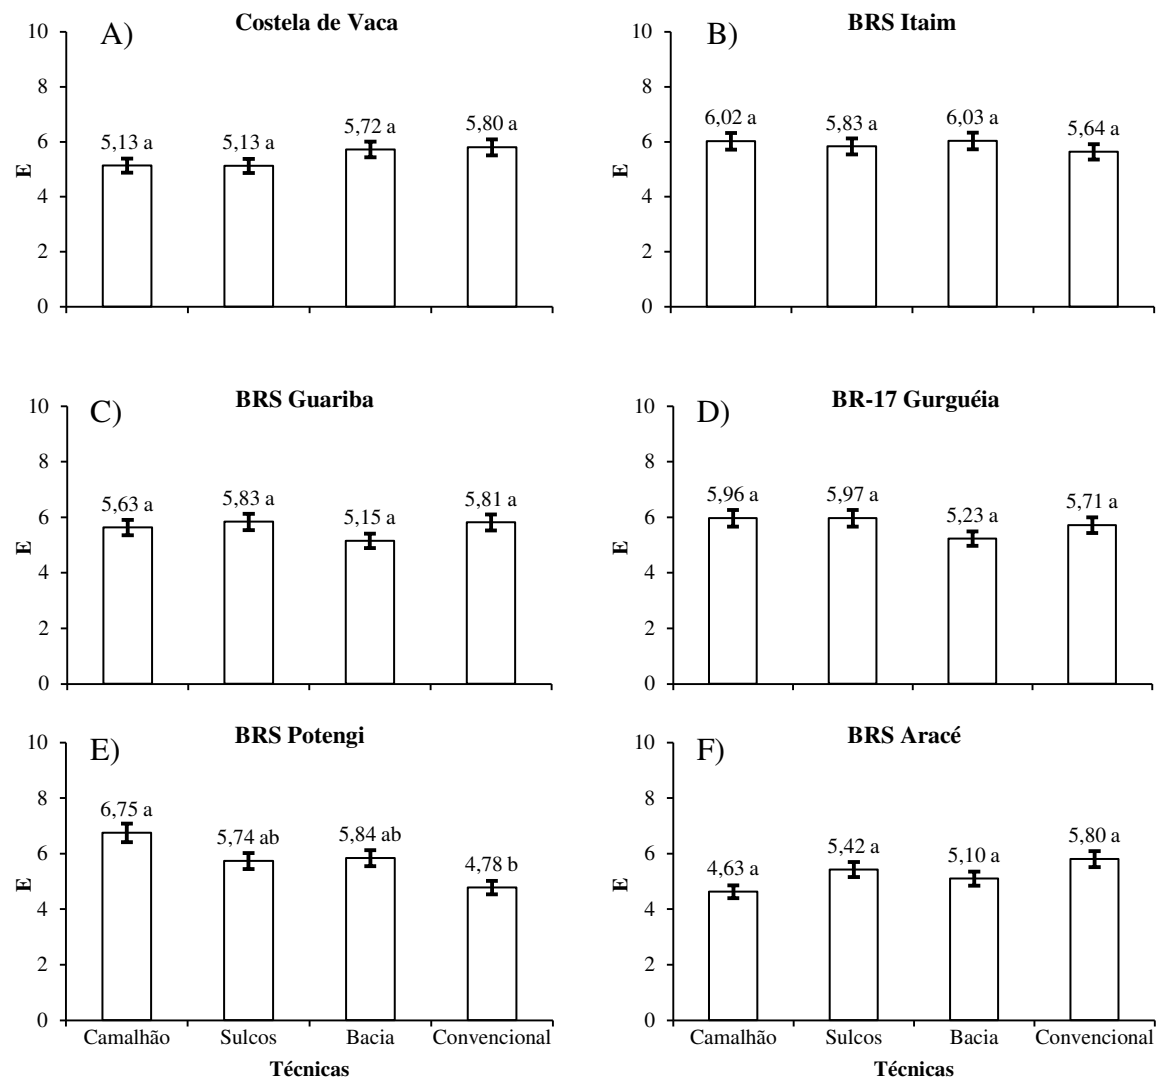 A)
Costela de Vaca
10
8
6
4
2
0
E
5,13 a
5,13 a
5,72 a
5,80 a
B)
BRS Itaim
10
8
6
4
2
0
E
6,02 a
5,83 a
6,03 a
5,64 a
C)
BRS Guariba
10
8
6
4
2
0
E
5,63 a
5,83 a
5,15 a
5,81 a
D)
BR-17 Gurguéia
10
8
6
4
2
0
E
5,96 a
5,97 a
5,23 a
5,71 a
E)
BRS Potengi
10
8
6
4
2
0
E
6,75 a
5,74 ab
5,84 ab
4,78 b
Camalhão Sulcos Bacia Convencional
Técnicas
F)
BRS Aracé
10
8
6
4
2
0
E
4,63 a
5,42 a
5,10 a
5,80 a
Camalhão Sulcos Bacia Convencional
Técnicas